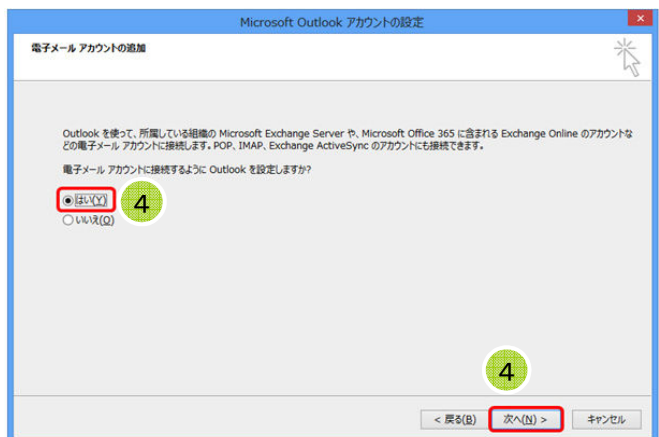 Microsoft Outlook アカウントの設定
電子メール アカウントの追加
Outlook を使って、所属している組織の Microsoft Exchange Server や、Microsoft Office 365 に含まれる Exchange Online のアカウントな
どの電子メール アカウントに接続します。POP、IMAP、Exchange ActiveSync のアカウントにも接続できます。
電子メール アカウントに接続するように Outlook を設定しますか?
はい(Y)
4
いいえ(O)
4
< 戻る(B) 次へ(N) > キャンセル